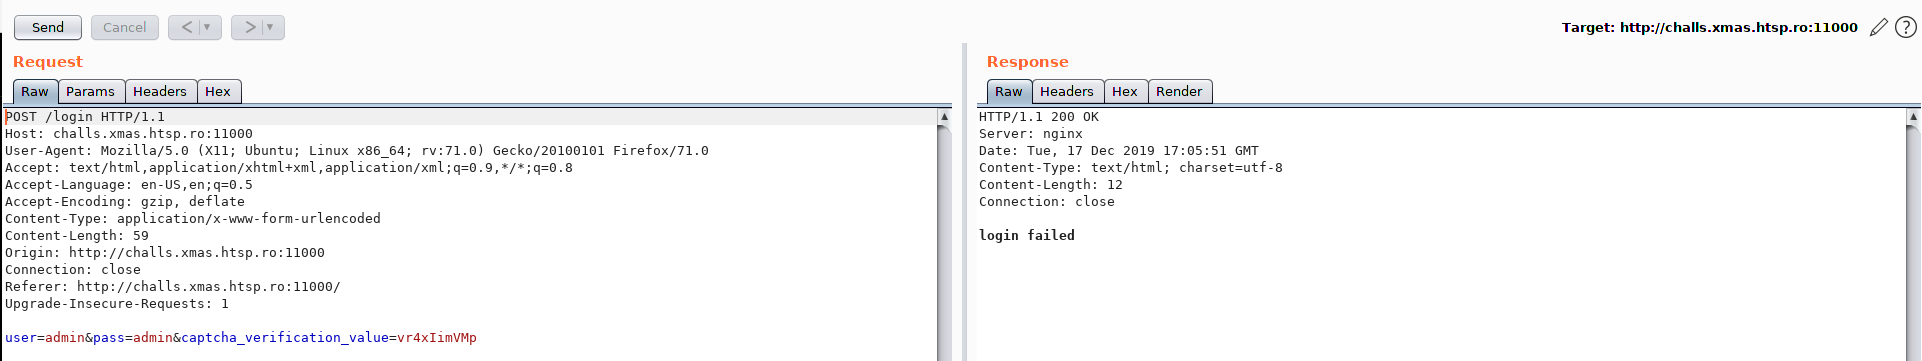 Send Cancel < > Target: http://challs.xmas.htsp.ro:11000 ?
Request
Raw Params Headers Hex
POST /login HTTP/1.1
Host: challs.xmas.htsp.ro:11000
User-Agent: Mozilla/5.0 (X11; Ubuntu; Linux x86_64; rv:71.0) Gecko/20100101 Firefox/71.0
Accept: text/html,application/xhtml+xml,application/xml;q=0.9,*/*;q=0.8
Accept-Language: en-US,en;q=0.5
Accept-Encoding: gzip, deflate
Content-Type: application/x-www-form-urlencoded
Content-Length: 59
Origin: http://challs.xmas.htsp.ro:11000
Connection: close
Referer: http://challs.xmas.htsp.ro:11000/
Upgrade-Insecure-Requests: 1
user=admin&pass=admin&captcha_verification_value=vr4xIimVMp
Response
Raw Headers Hex Render
HTTP/1.1 200 OK
Server: nginx
Date: Tue, 17 Dec 2019 17:05:51 GMT
Content-Type: text/html; charset=utf-8
Content-Length: 12
Connection: close
login failed